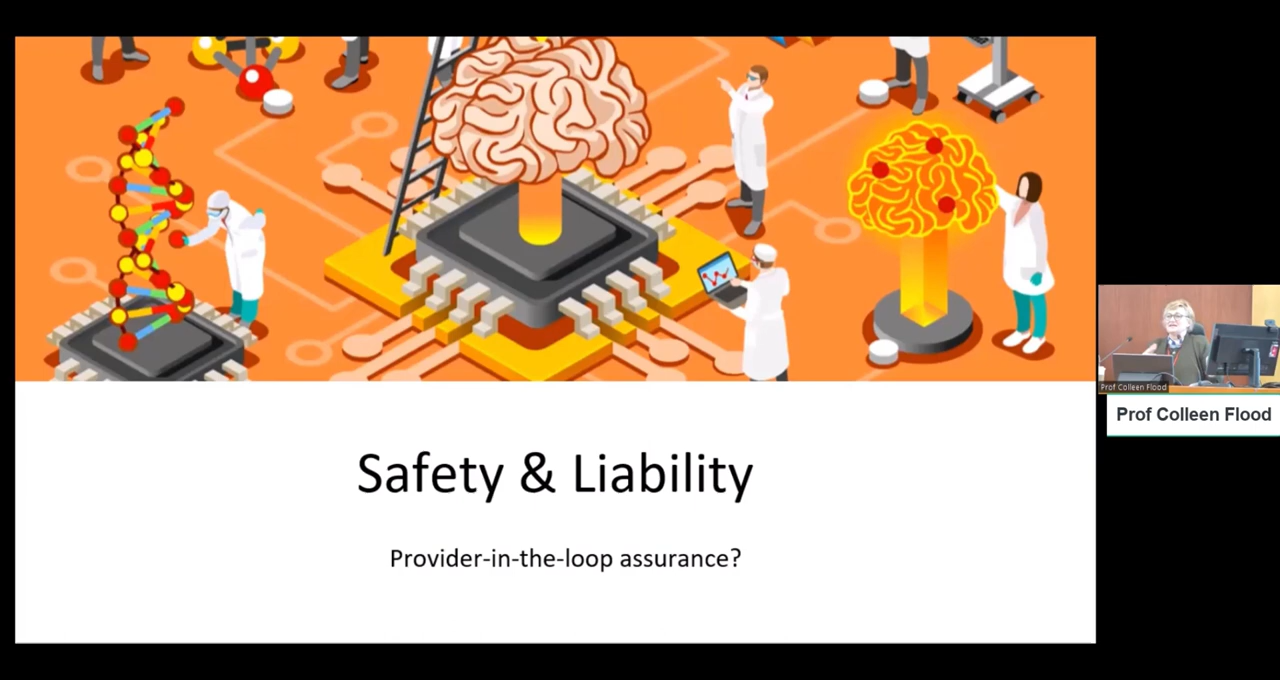 Safety & Liability
Provider-in-the-loop assurance?
Prof Colleen Flood
Prof Colleen Flood